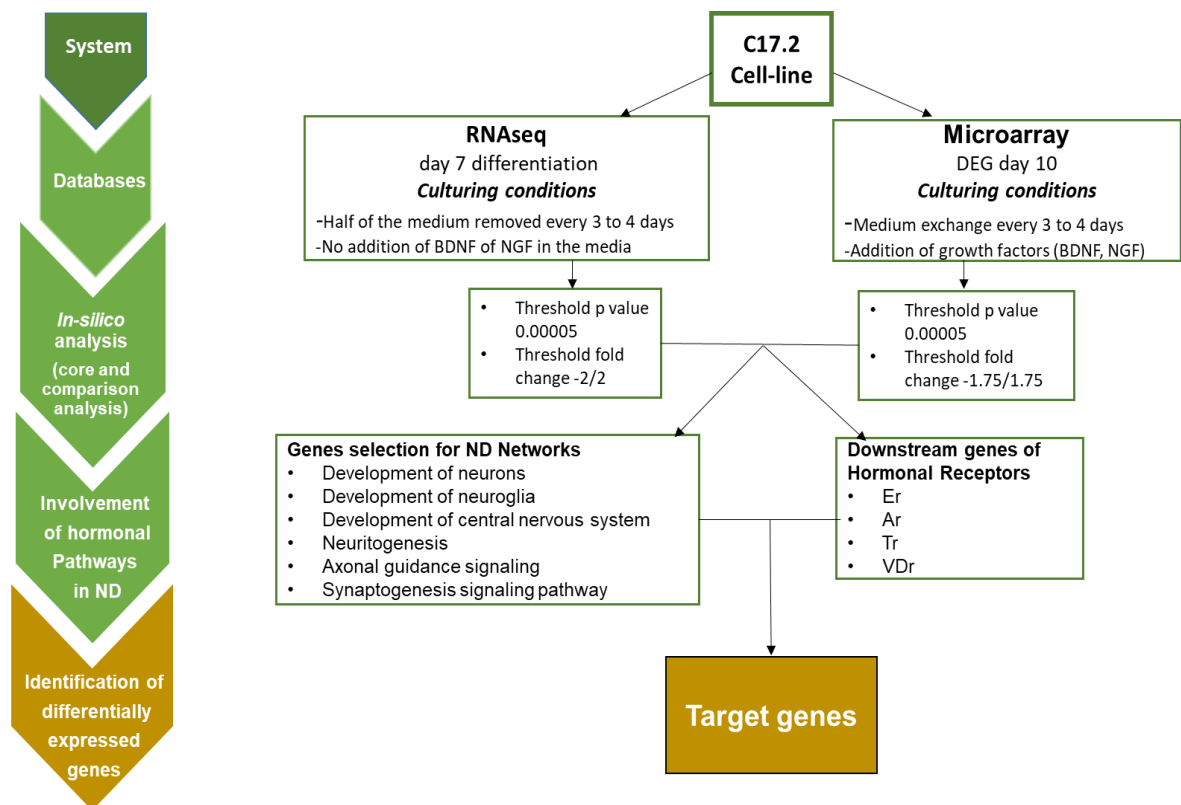 System
Databases
In-silico
analysis
(core and
comparison
analysis)
Involvement
of hormonal
Pathways
in ND
Identification of
differentially
expressed
genes
C17.2
Cell-line
RNAseq
day 7 differentiation
Culturing conditions
-Half of the medium removed every 3 to 4 days
-No addition of BDNF of NGF in the media
Microarray
DEG day 10
Culturing conditions
-Medium exchange every 3 to 4 days
-Addition of growth factors (BDNF, NGF)
• Threshold p value
0.00005
• Threshold fold
change -2/2
• Threshold p value
0.00005
• Threshold fold
change -1.75/1.75
Genes selection for ND Networks
• Development of neurons
• Development of neuroglia
• Development of central nervous system
• Neuritogenesis
• Axonal guidance signaling
• Synaptogenesis signaling pathway
Downstream genes of
Hormonal Receptors
• Er
• Ar
• Tr
• VDr
Target genes